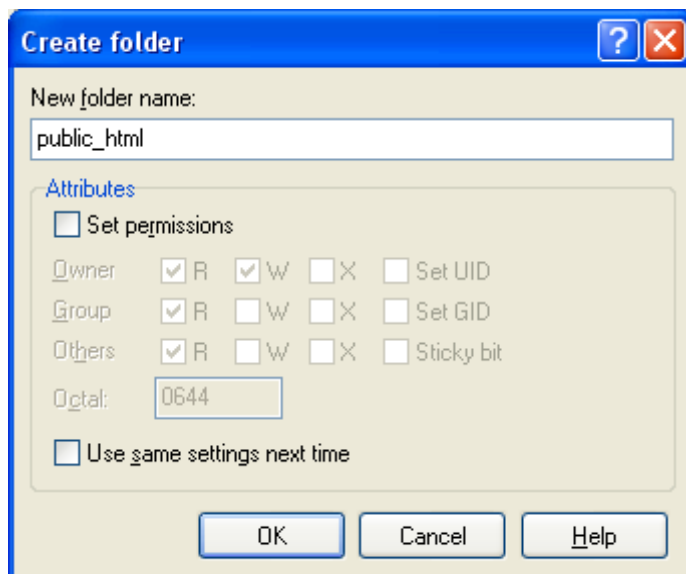 Create folder
New folder name:
public_html
Attributes
Set permissions
Owner R W X Set UID
Group R W X Set GID
Others R W X Sticky bit
Octal: 0644
Use same settings next time
OK Cancel Help